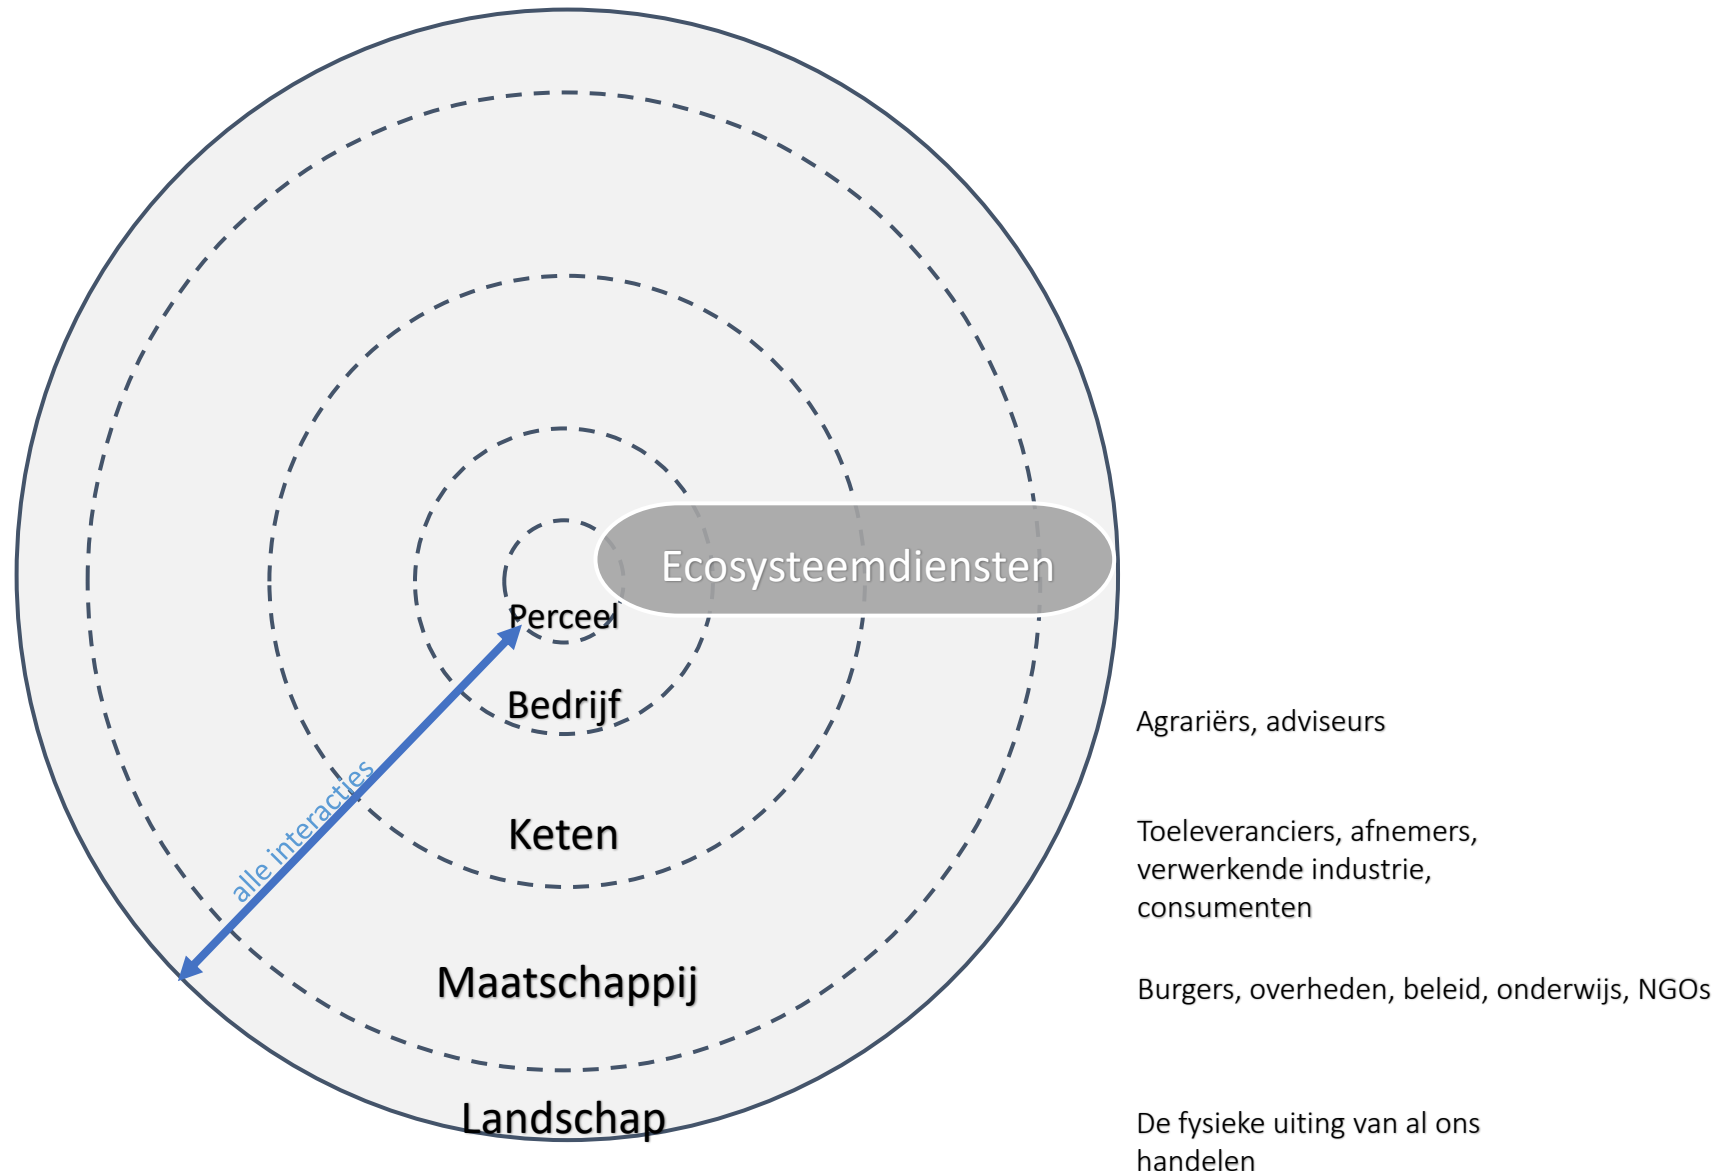 Ecosysteemdiensten
Perceel
Bedrijf
Agrariërs, adviseurs
alle interacties
Keten
Toeleveranciers, afnemers,
verwerkende industrie,
consumenten
Maatschappij
Burgers, overheden, beleid, onderwijs, NGOs
Landschap
De fysieke uiting van al ons
handelen